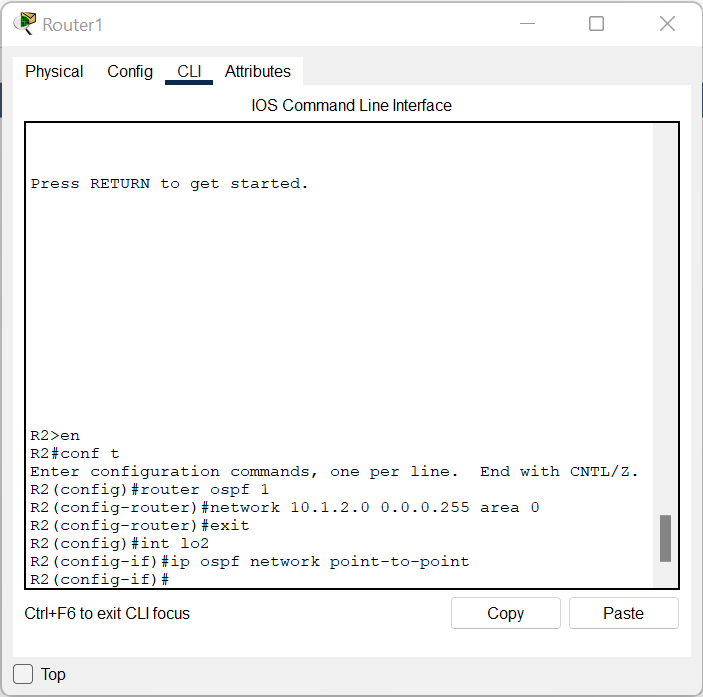 Router1
Physical Config CLI Attributes
IOS Command Line Interface
Press RETURN to get started.
R2>en
R2#conf t
Enter configuration commands, one per line.  End with CNTL/Z.
R2(config)#router ospf 1
R2(config-router)#network 10.1.2.0 0.0.0.255 area 0
R2(config-router)#exit
R2(config)#int lo2
R2(config-if)#ip ospf network point-to-point
R2(config-if)#
Ctrl+F6 to exit CLI focus
Copy Paste
Top